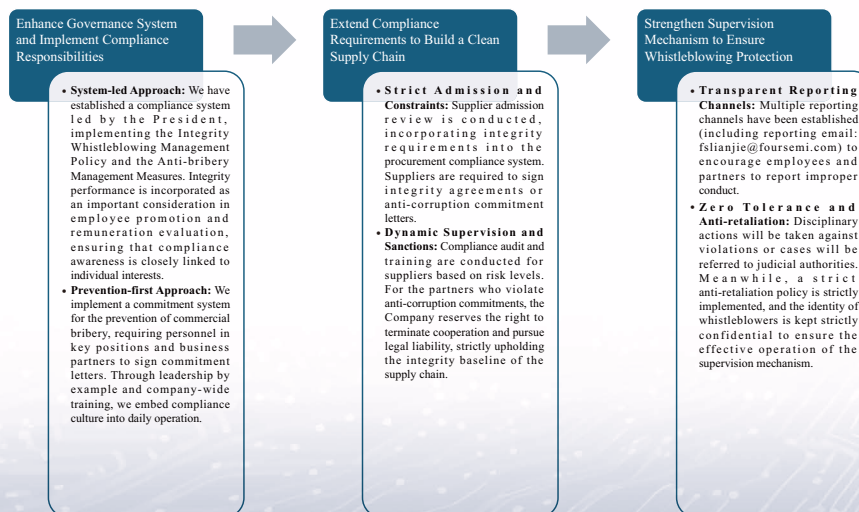 Enhance Governance System
and Implement Compliance
Responsibilities
• System-led Approach: We have
established a compliance system
led by the President,
implementing the Integrity
Whistleblowing Management
Policy and the Anti-bribery
Management Measures. Integrity
performance is incorporated as
an important consideration in
employee promotion and
remuneration evaluation,
ensuring that compliance
awareness is closely linked to
individual interests.
• Prevention-first Approach: We
implement a commitment system
for the prevention of commercial
bribery, requiring personnel in
key positions and business
partners to sign commitment
letters. Through leadership by
example and company-wide
training, we embed compliance
culture into daily operation.
Extend Compliance
Requirements to Build a Clean
Supply Chain
• Strict Admission and
Constraints: Supplier admission
review is conducted,
incorporating integrity
requirements into the
procurement compliance system.
Suppliers are required to sign
integrity agreements or
anti-corruption commitment
letters.
• Dynamic Supervision and
Sanctions: Compliance audit and
training are conducted for
suppliers based on risk levels.
For the partners who violate
anti-corruption commitments, the
Company reserves the right to
terminate cooperation and pursue
legal liability, strictly upholding
the integrity baseline of the
supply chain.
Strengthen Supervision
Mechanism to Ensure
Whistleblowing Protection
• Transparent Reporting
Channels: Multiple reporting
channels have been established
(including reporting email:
fslianjie@foursemi.com) to
encourage employees and
partners to report improper
conduct.
• Zero Tolerance and
Anti-retaliation: Disciplinary
actions will be taken against
violations or cases will be
referred to judicial authorities.
Meanwhile, a strict
anti-retaliation policy is strictly
implemented, and the identity of
whistleblowers is kept strictly
confidential to ensure the
effective operation of the
supervision mechanism.